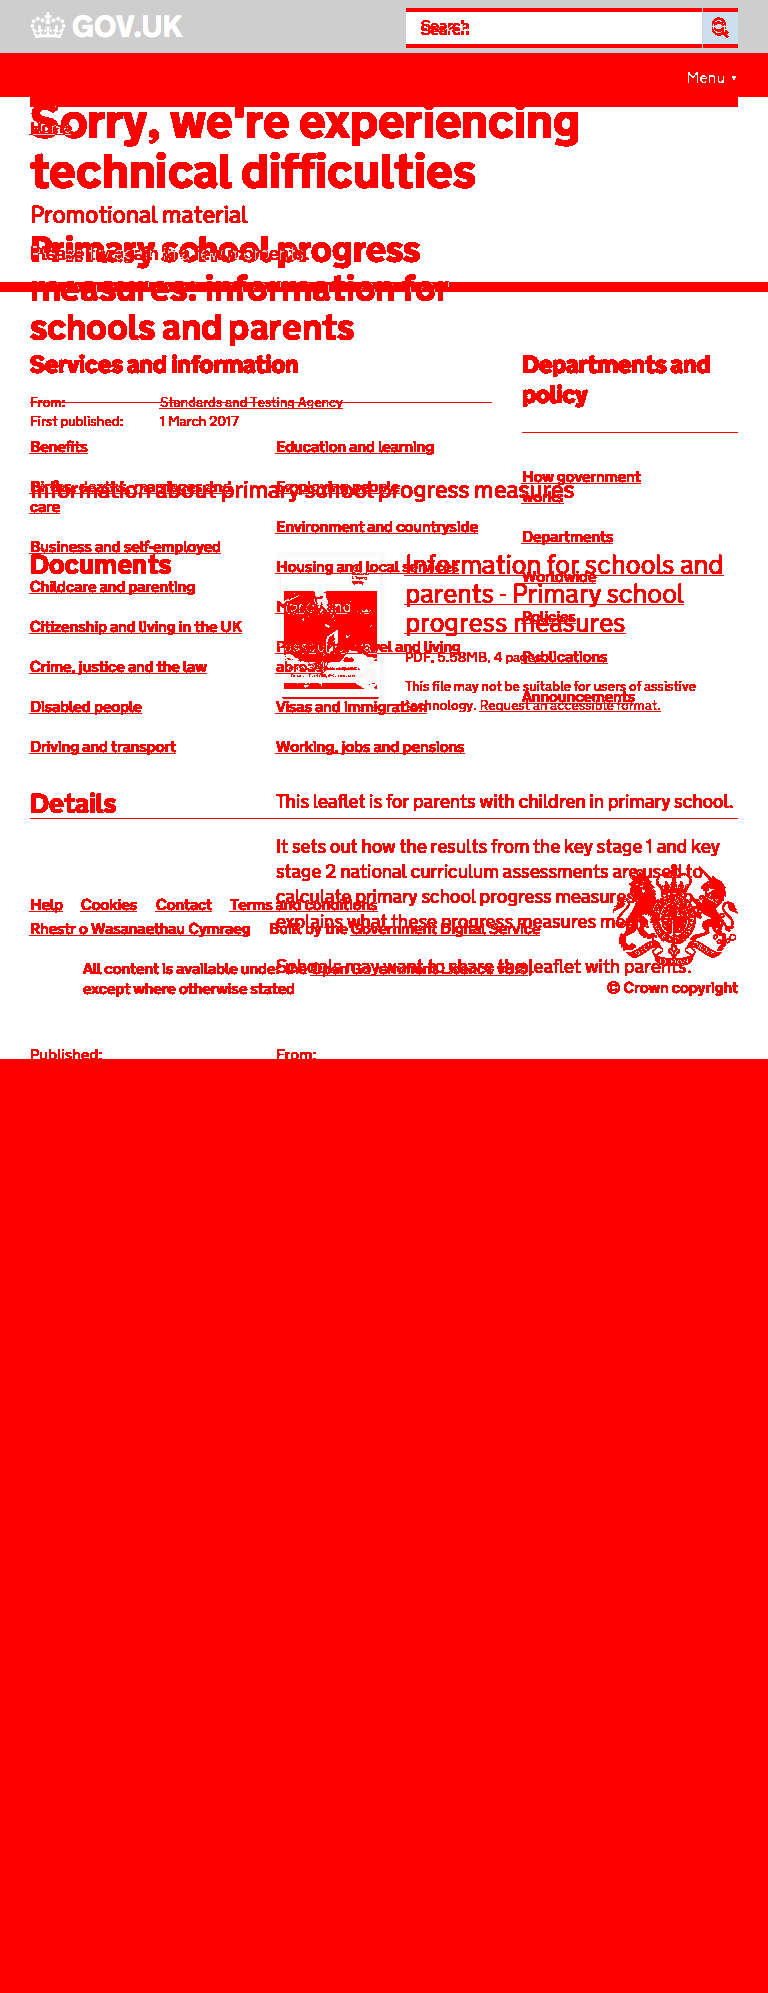 GOV.UK
Search
Menu ▾
Home
Sorry, we're experiencing
technical difficulties
Promotional material
Please try again in a few moments.
Primary school progress
measures: information for
schools and parents
Services and information
Departments and
policy
From: Standards and Testing Agency
First published: 1 March 2017
Benefits
Education and learning
Births, deaths, marriages and
care
Employing people
How government
works
Information about primary school progress measures
Environment and countryside
Business and self-employed
Departments
Documents
Housing and local services
Information for schools and
parents - Primary school
progress measures
Worldwide
Childcare and parenting
Money and
Policies
Citizenship and living in the UK
Passports, travel and living
abroad
PDF, 5.58MB, 4 pages
Publications
Crime, justice and the law
This file may not be suitable for users of assistive
technology. Request an accessible format.
Announcements
Disabled people
Visas and immigration
Driving and transport
Working, jobs and pensions
Details
This leaflet is for parents with children in primary school.
It sets out how the results from the key stage 1 and key
stage 2 national curriculum assessments are used to
calculate primary school progress measures
explains what these progress measures
Help Cookies Contact Terms and conditions
Rhestr o Wasanaethau Cymraeg Built by the Government Digital Service
Schools may want to share the leaflet with parents.
All content is available under the Open Government Licence v3.0,
except where otherwise stated
© Crown copyright
Published:
From: